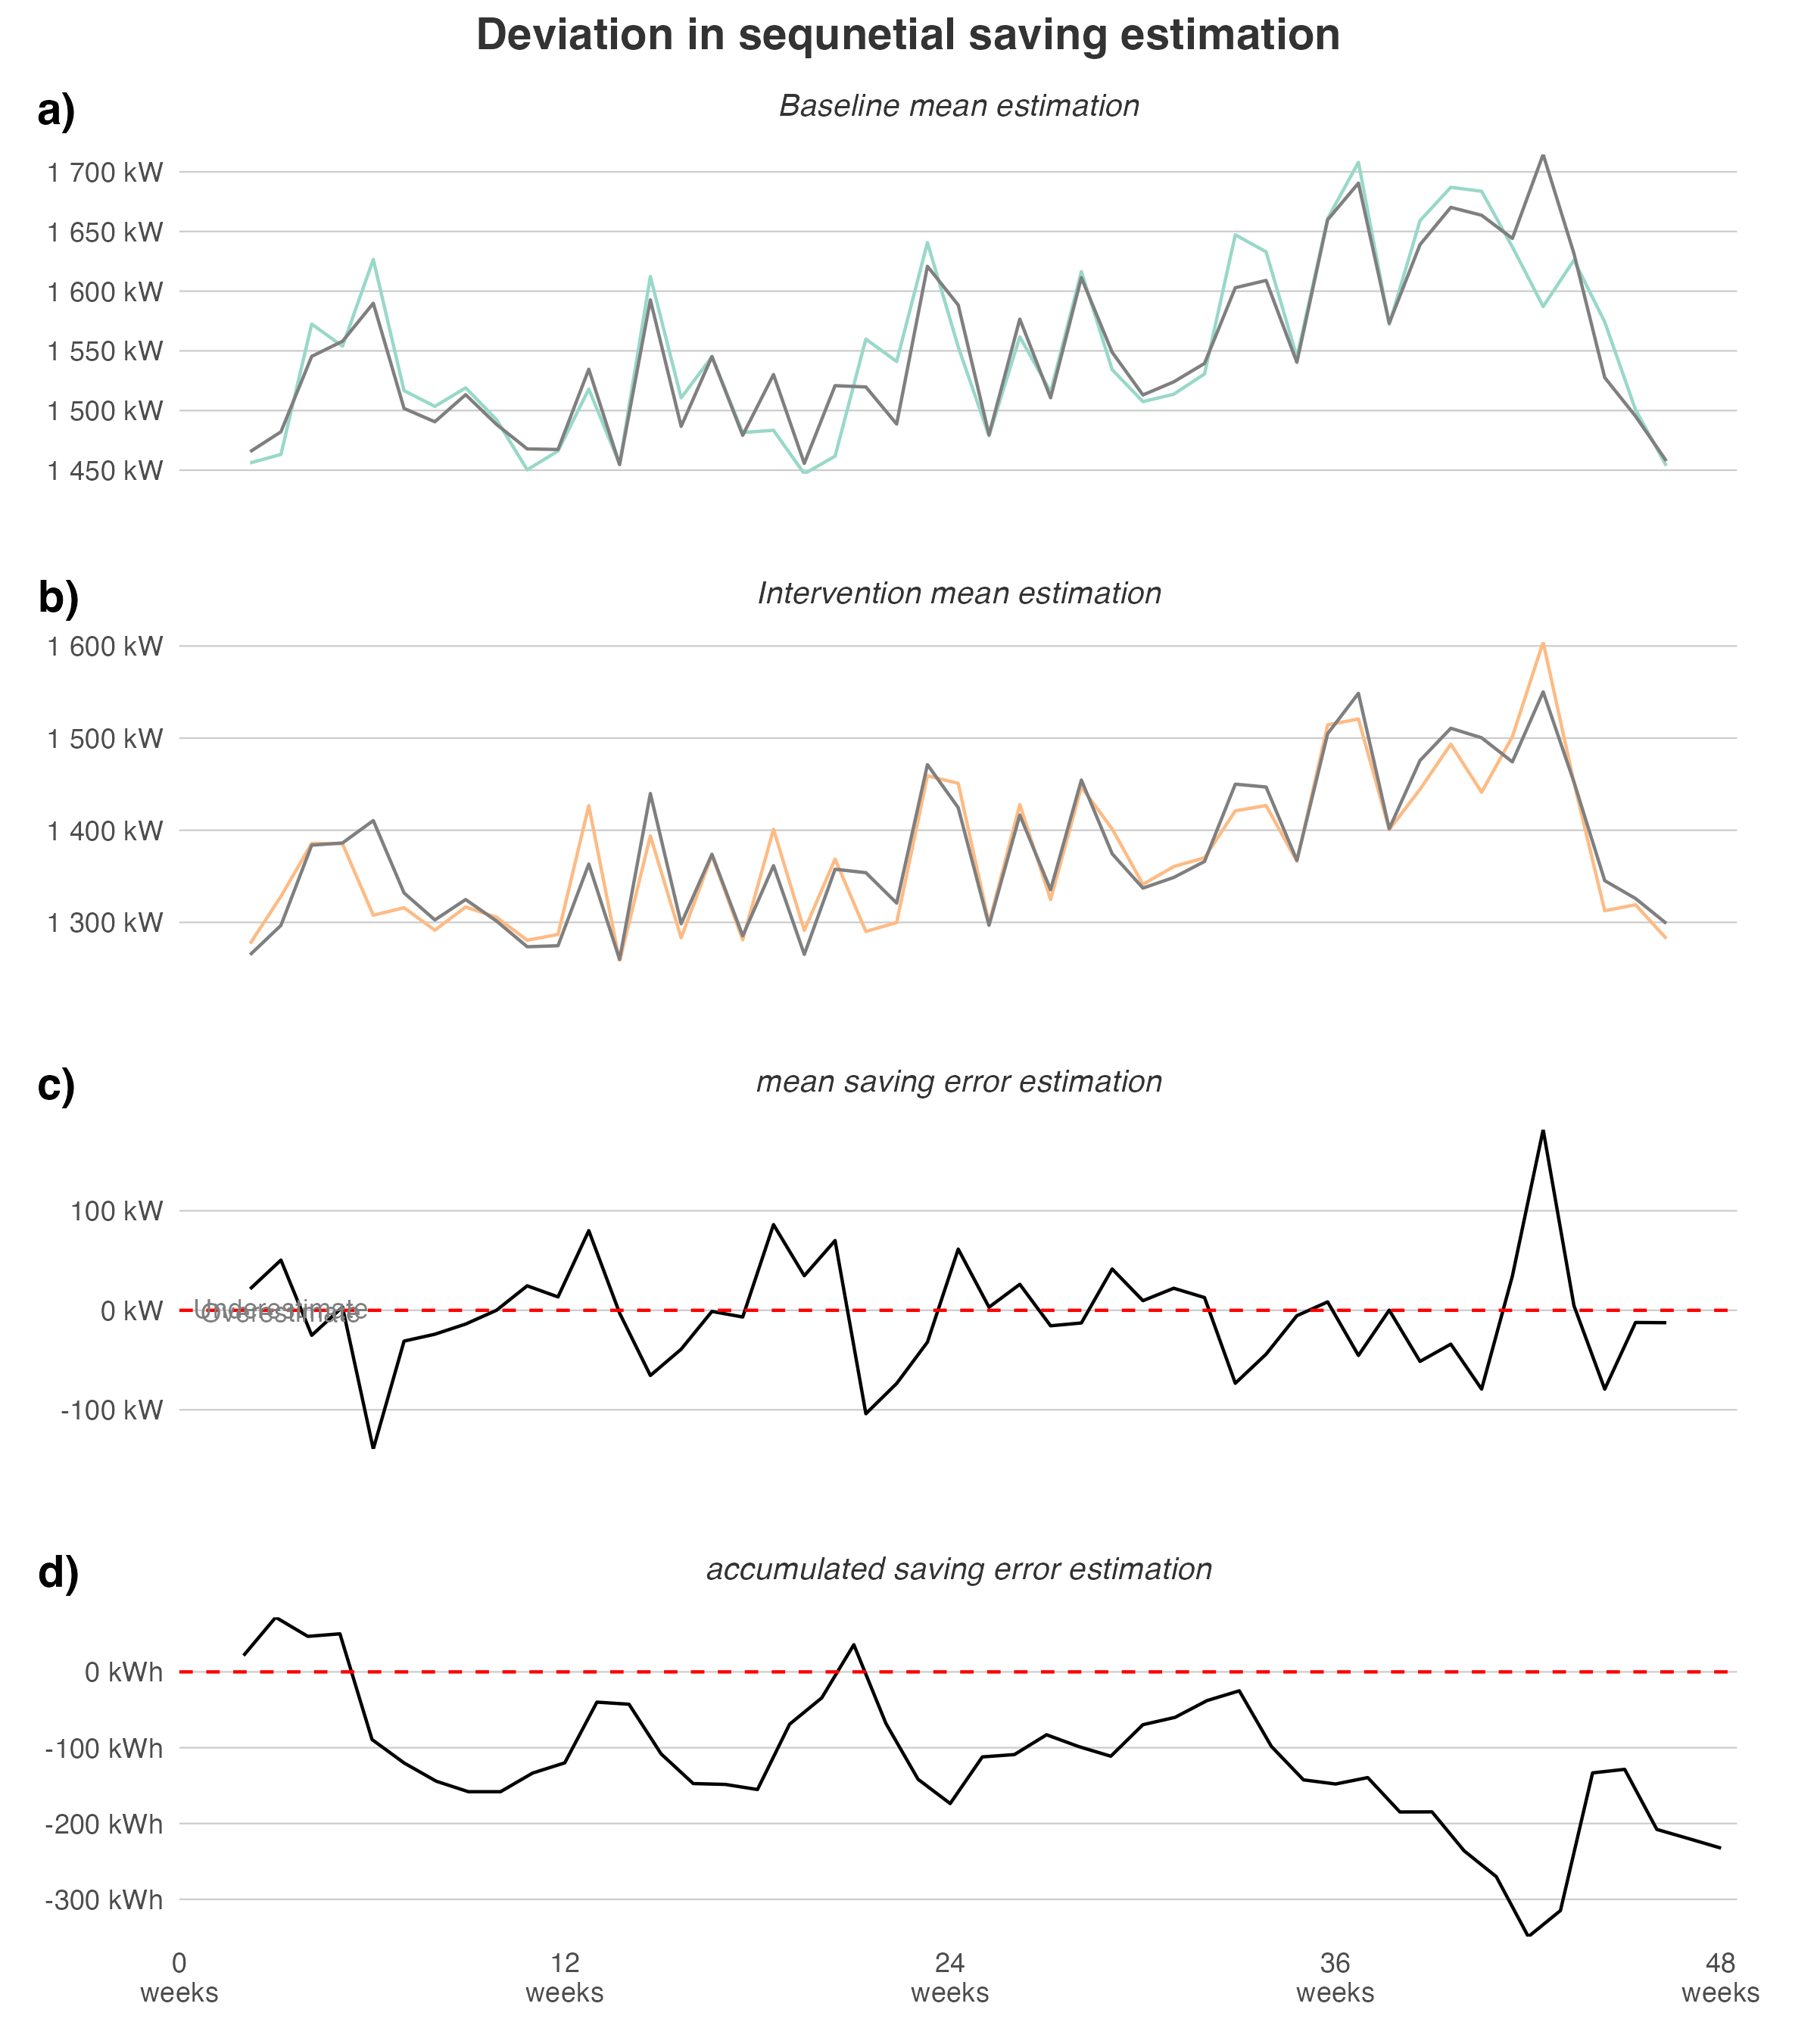 Deviation in sequnetial saving estimation
a)
Baseline mean estimation
1 700 kW
1 650 kW
1 600 kW
1 550 kW
1 500 kW
1 450 kW
b)
Intervention mean estimation
1 600 kW
1 500 kW
1 400 kW
1 300 kW
c)
mean saving error estimation
100 kW
0 kW
Underestimate
Overestimate
-100 kW
d)
accumulated saving error estimation
0 kWh
-100 kWh
-200 kWh
-300 kWh
0 12 24 36 48
weeks weeks weeks weeks weeks